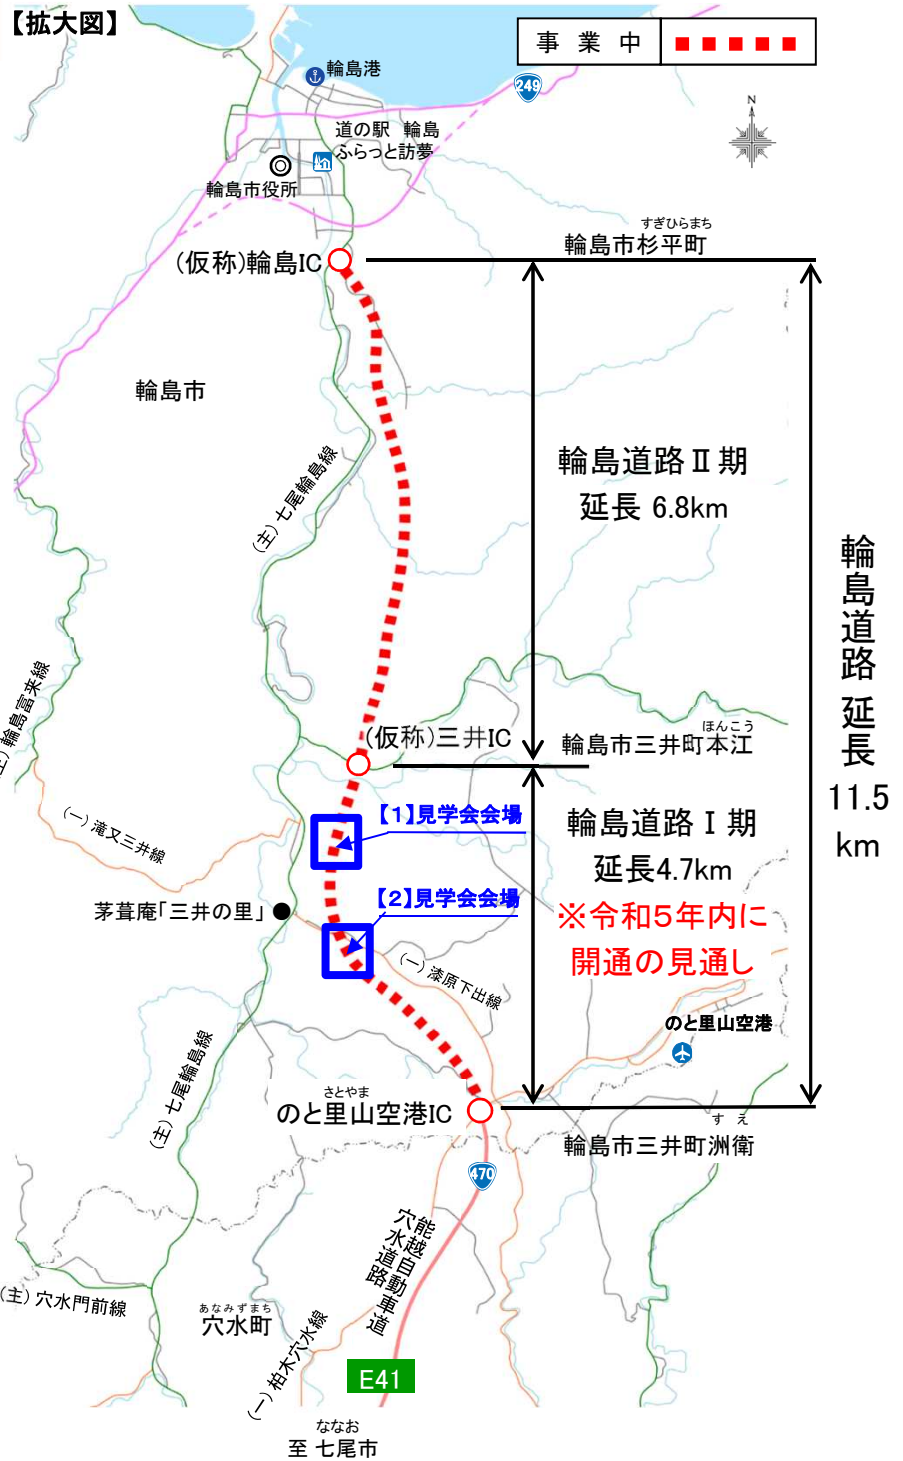 【拡大図】
事業中
輪島港
249
N
道の駅 輪島
ふらっと訪夢
輪島市役所
すぎひらまち
輪島市杉平町
(仮称)輪島IC
輪島市
(主)七尾輪島線
輪島道路Ⅱ期
延長 6.8km
輪島道路 延長
11.5
km
輪島富来線
(仮称)三井IC
ほんこう
輪島市三井町本江
(一)滝又三井線
【1】見学会会場
輪島道路Ⅰ期
延長4.7km
※令和5年内に
開通の見通し
【2】見学会会場
茅葺庵「三井の里」
(一)漆原下出線
のと里山空港
(主)七尾輪島線
さとやま
のと里山空港IC
すえ
輪島市三井町洲衛
470
能越自動車道
穴水道路
(主)穴水門前線
あなみずまち
穴水町
(一)柏木穴水線
E41
ななお
至 七尾市